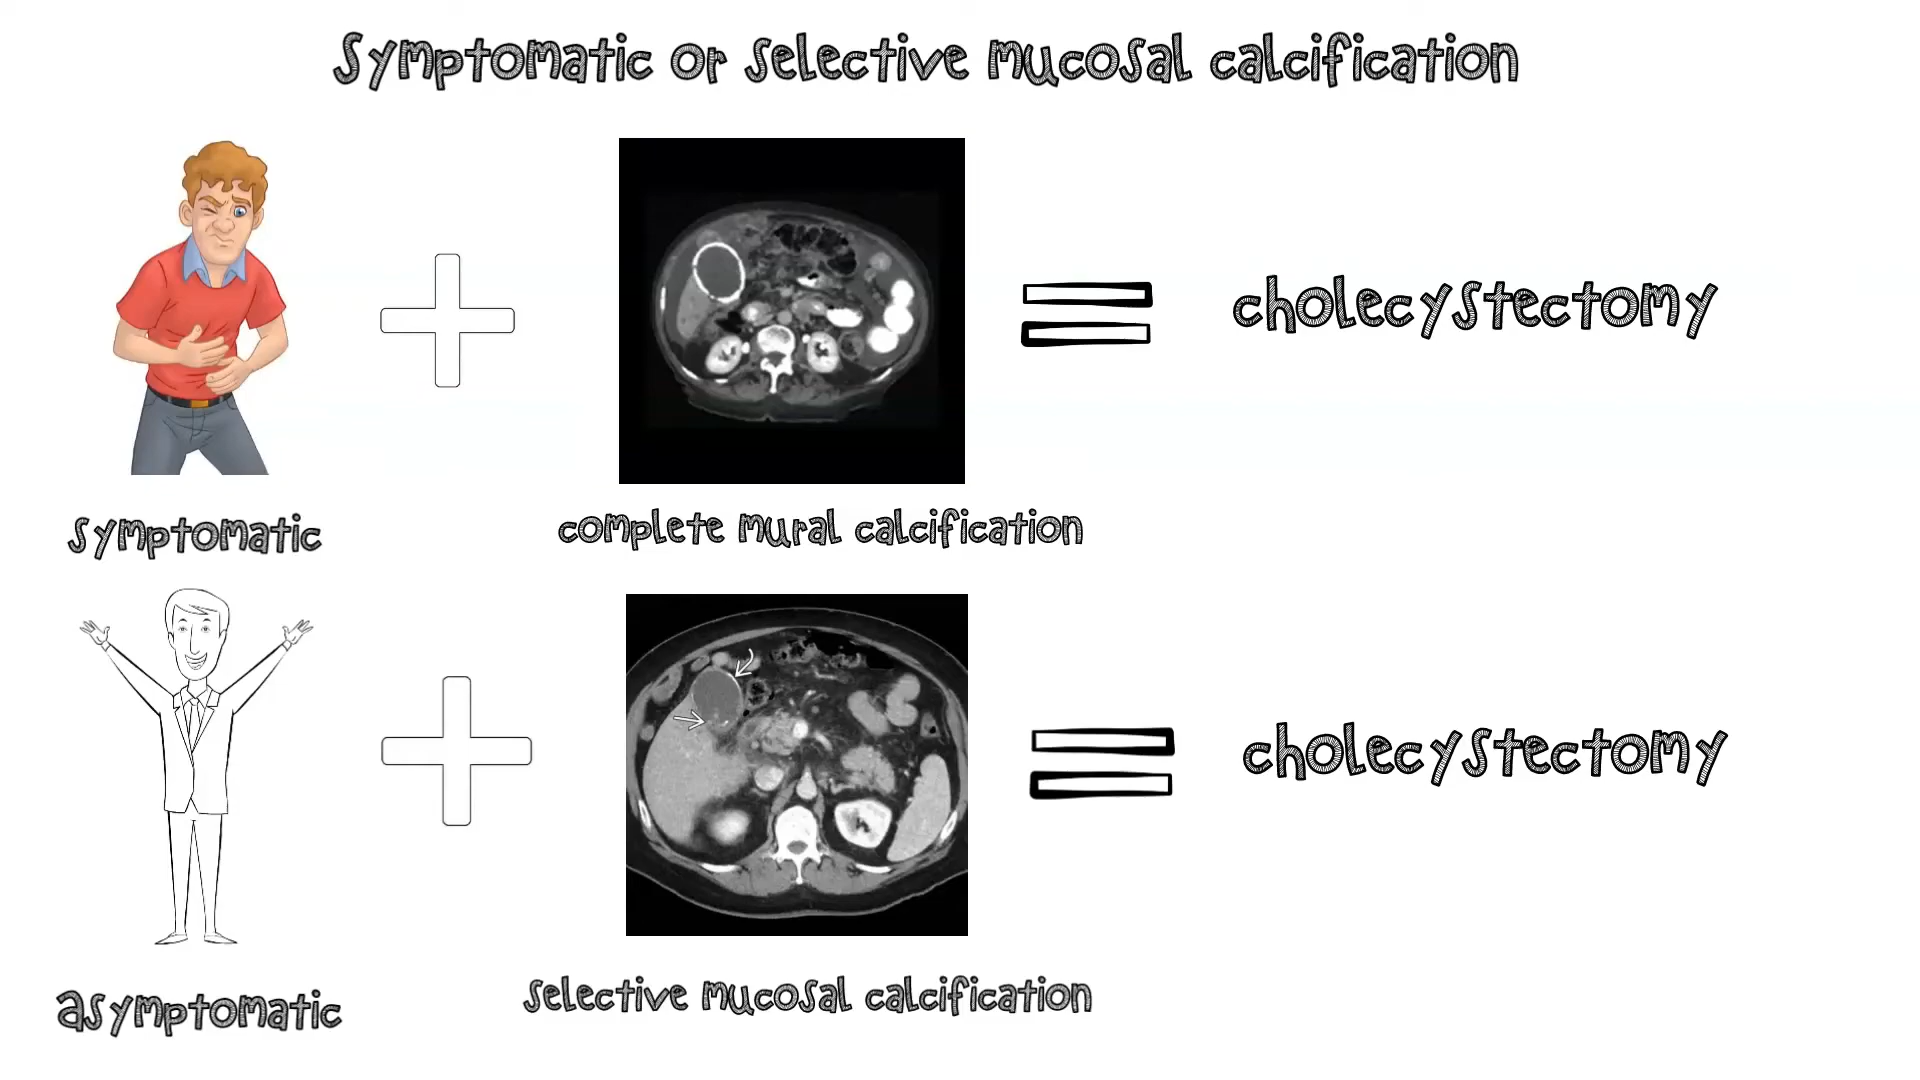 Symptomatic or selective mucosal calcification
cholecystectomy
symptomatic
complete mural calcification
cholecystectomy
asymptomatic
selective mucosal calcification